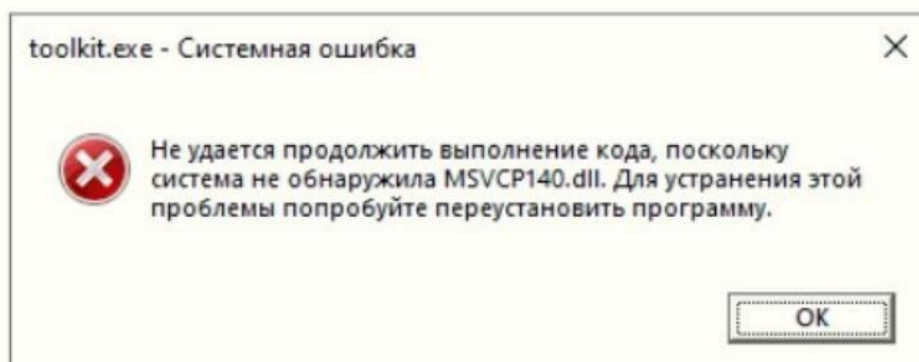 toolkit.exe - Системная ошибка
Не удается продолжить выполнение кода, поскольку
система не обнаружила MSVCP140.dll. Для устранения этой
проблемы попробуйте переустановить программу.
OK